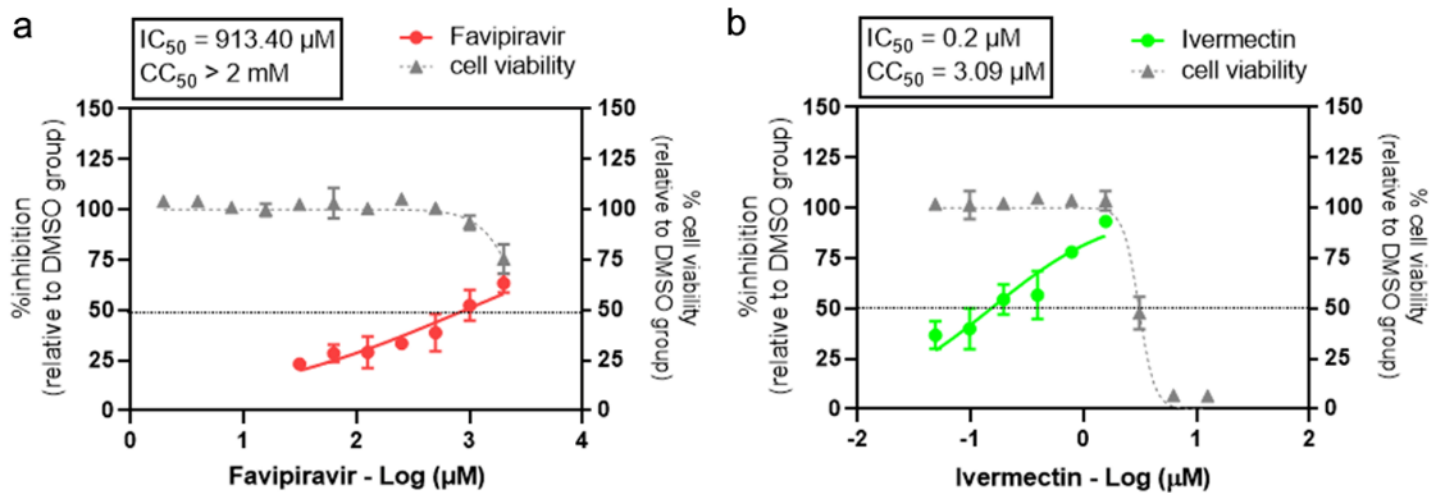 a
IC50 = 913.40 µM
CC50 > 2 mM
Favipiravir
cell viability
150
125
100
75
50
25
0
%inhibition
(relative to DMSO group)
150
125
100
75
50
25
0
% cell viability
(relative to DMSO group)
0 1 2 3 4
Favipiravir - Log (µM)
b
IC50 = 0.2 µM
CC50 = 3.09 µM
Ivermectin
cell viability
150
125
100
75
50
25
0
%inhibition
(relative to DMSO group)
150
125
100
75
50
25
0
% cell viability
(relative to DMSO group)
-2 -1 0 1 2
Ivermectin - Log (µM)